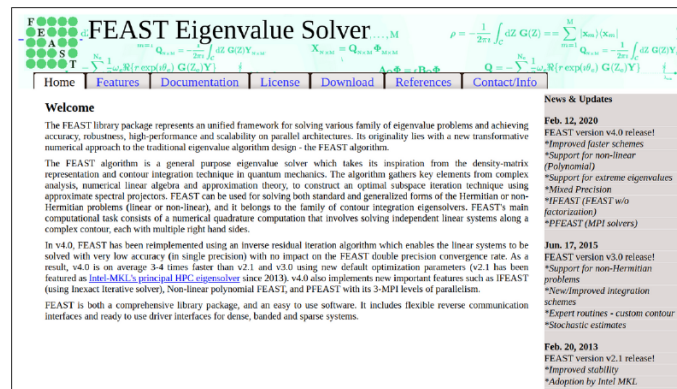 F E A S T
FEAST Eigenvalue Solver
Home
Features
Documentation
License
Download
References
Contact/Info
Welcome
The FEAST library package represents an unified framework for solving various family of eigenvalue problems and achieving
accuracy, robustness, high-performance and scalability on parallel architectures. Its originality lies with a new transformative
numerical approach to the traditional eigenvalue algorithm design - the FEAST algorithm.
The FEAST algorithm is a general purpose eigenvalue solver which takes its inspiration from the density-matrix
representation and contour integration technique in quantum mechanics. The algorithm gathers key elements from complex
analysis, numerical linear algebra and approximation theory, to construct an optimal subspace iteration technique using
approximate spectral projectors. FEAST can be used for solving both standard and generalized forms of the Hermitian or non-
Hermitian problems (linear or non-linear), and it belongs to the family of contour integration eigensolvers. FEAST's main
computational task consists of a numerical quadrature computation that involves solving independent linear systems along a
complex contour, each with multiple right hand sides.
In v4.0, FEAST has been reimplemented using an inverse residual iteration algorithm which enables the linear systems to be
solved with very low accuracy (in single precision) with no impact on the FEAST double precision convergence rate. As a
result, v4.0 is on average 3-4 times faster than v2.1 and v3.0 using new default optimization parameters (v2.1 has been
featured as Intel-MKL's principal HPC eigensolver since 2013). v4.0 also implements new important features such as IFEAST
(using Inexact Iterative solver), Non-linear polynomial FEAST, and PFEAST with its 3-MPI levels of parallelism.
FEAST is both a comprehensive library package, and an easy to use software. It includes flexible reverse communication
interfaces and ready to use driver interfaces for dense, banded and sparse systems.
News & Updates
Feb. 12, 2020
FEAST version v4.0 release!
*Improved faster schemes
*Support for non-linear
(Polynomial)
*Support for extreme eigenvalues
*Mixed Precision
*IFEAST (FEAST w/o
factorization)
*PFEAST (MPI solvers)
Jun. 17, 2015
FEAST version v3.0 release!
*Support for non-Hermitian
problems
*New/Improved integration
schemes
*Expert routines - custom contour
*Stochastic estimates
Feb. 20, 2013
FEAST version v2.1 release!
*Improved stability
*Adoption by Intel MKL